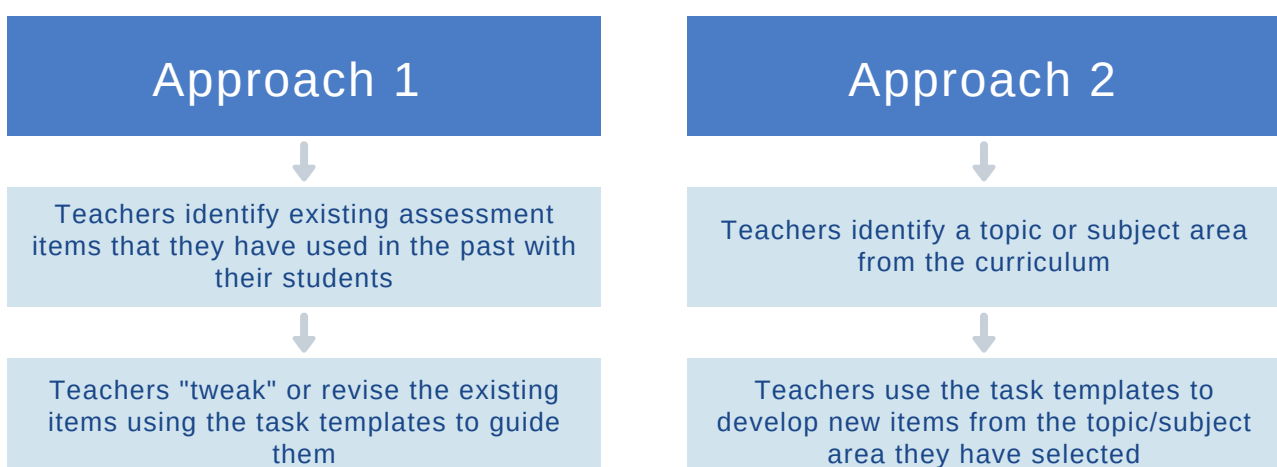 Approach 1
Teachers identify existing assessment
items that they have used in the past with
their students
Teachers "tweak" or revise the existing
items using the task templates to guide
them
Approach 2
Teachers identify a topic or subject area
from the curriculum
Teachers use the task templates to
develop new items from the topic/subject
area they have selected